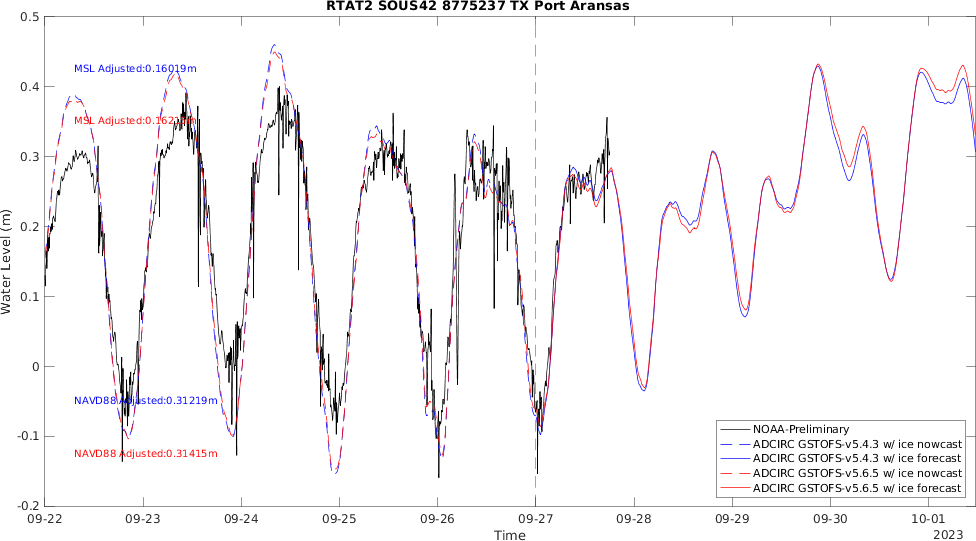 RTAT2 SOUS42 8775237 TX Port Aransas
0.5
0.4
0.3
0.2
0.1
0
-0.1
-0.2
Water Level (m)
MSL Adjusted:0.16019m
MSL Adjusted:
NAVD88 Adjusted:0.31219m
NAVD88 Adjusted:0.31415m
NOAA-Preliminary
ADCIRC GSTOFS-v5.4.3 w/ ice nowcast
ADCIRC GSTOFS-v5.4.3 w/ ice forecast
ADCIRC GSTOFS-v5.6.5 w/ ice nowcast
ADCIRC GSTOFS-v5.6.5 w/ ice forecast
09-22 09-23 09-24 09-25 09-26 09-27 09-28 09-29 09-30 10-01
Time
2023